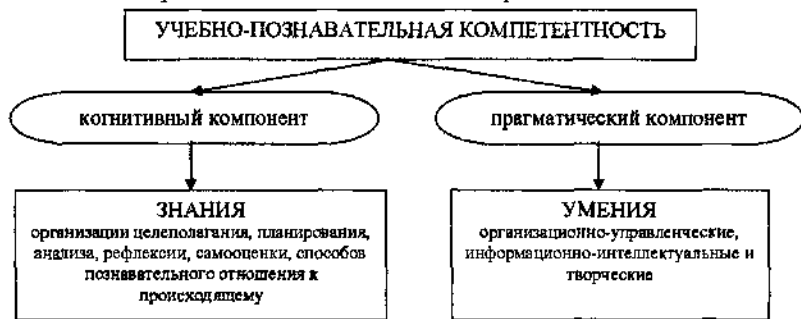 УЧЕБНО-ПОЗНАВАТЕЛЬНАЯ КОМПЕТЕНТНОСТЬ
когнитивный компонент
прагматический компонент
ЗНАНИЯ
организации целеполагания, планирования,
анализа, рефлексии, самооценки, способов
познавательного отношения к
происходящему
УМЕНИЯ
организационно-управленческие,
информационно-интеллектуальные и
творческие